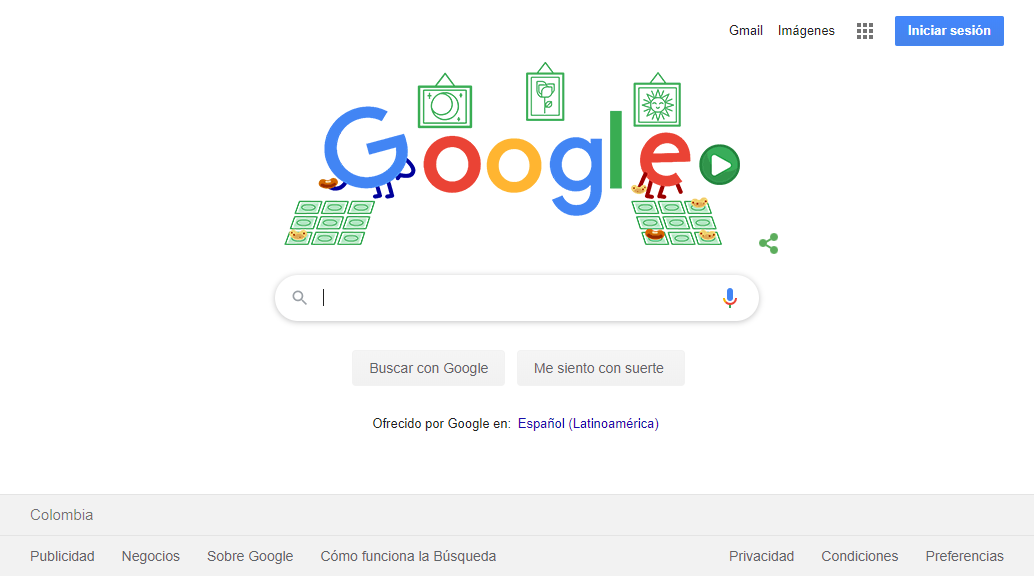 Gmail Imágenes Iniciar sesión
Google
Buscar con Google Me siento con suerte
Ofrecido por Google en: Español (Latinoamérica)
Colombia
Publicidad Negocios Sobre Google Cómo funciona la Búsqueda Privacidad Condiciones Preferencias